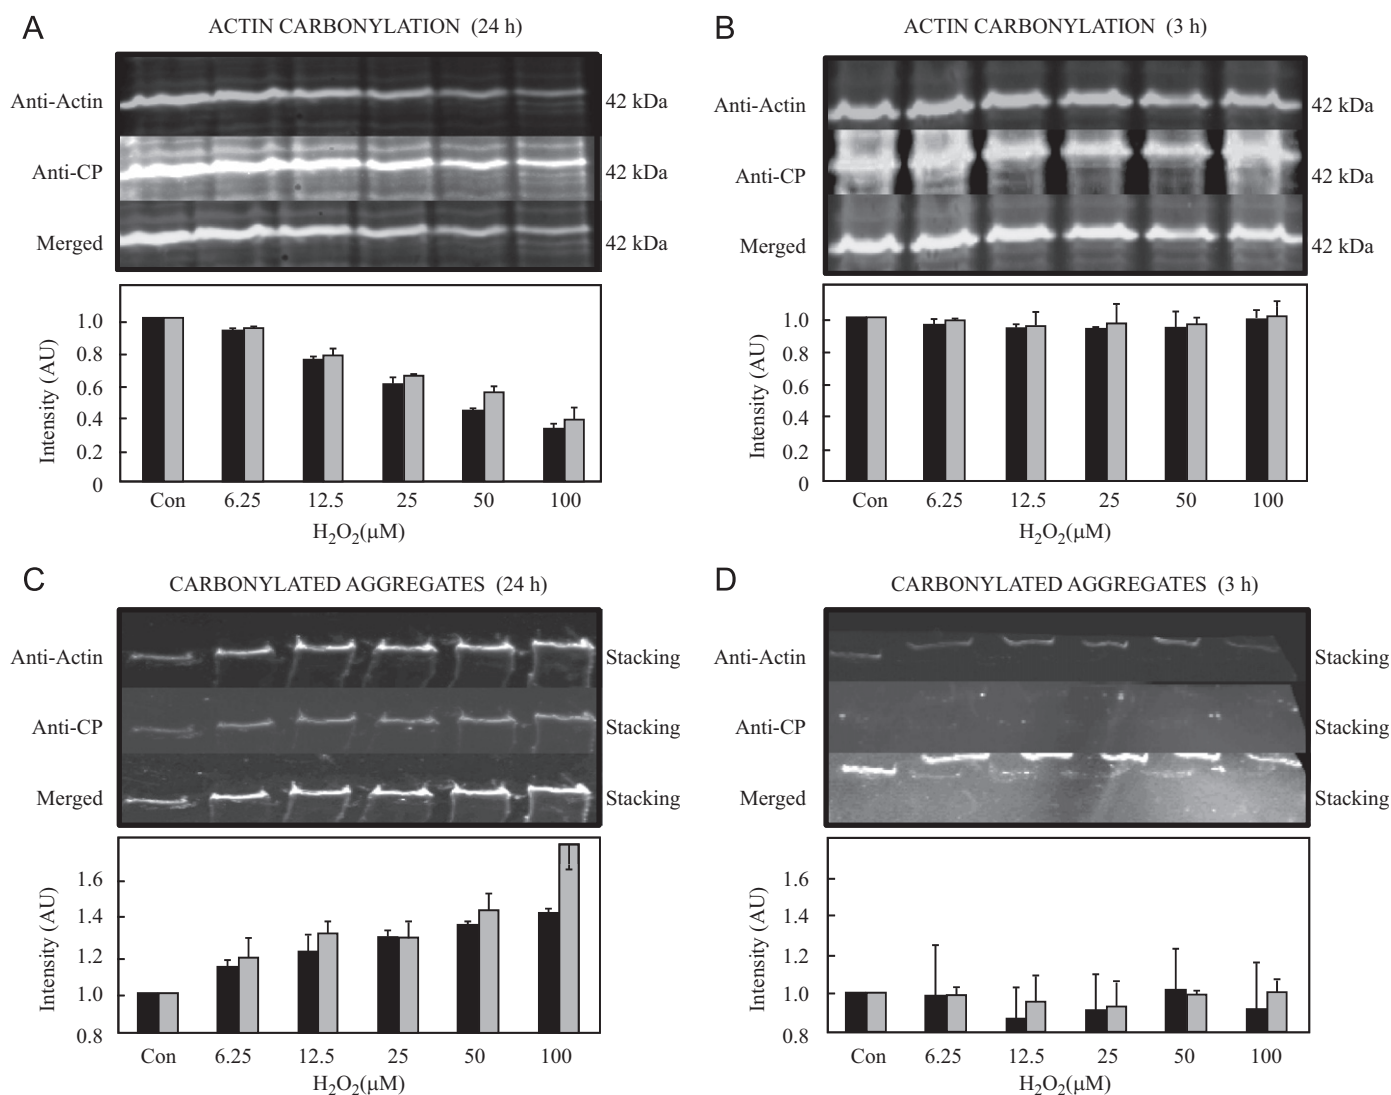 A
ACTIN CARBONYLATION (24 h)
Anti-Actin
42 kDa
Anti-CP
42 kDa
Merged
42 kDa
Intensity (AU)
1.0
0.8
0.6
0.4
0.2
0
Con 6.25 12.5 25 50 100
H2O2(μM)
B
ACTIN CARBONYLATION (3 h)
Anti-Actin
42 kDa
Anti-CP
42 kDa
Merged
42 kDa
Intensity (AU)
1.0
0.8
0.6
0.4
0.2
0
Con 6.25 12.5 25 50 100
H2O2(μM)
C
CARBONYLATED AGGREGATES (24 h)
Anti-Actin
Stacking
Anti-CP
Stacking
Merged
Stacking
Intensity (AU)
1.6
1.4
1.2
1.0
0.8
Con 6.25 12.5 25 50 100
H2O2(μM)
D
CARBONYLATED AGGREGATES (3 h)
Anti-Actin
Stacking
Anti-CP
Stacking
Merged
Stacking
Intensity (AU)
1.6
1.4
1.2
1.0
0.8
Con 6.25 12.5 25 50 100
H2O2(μM)